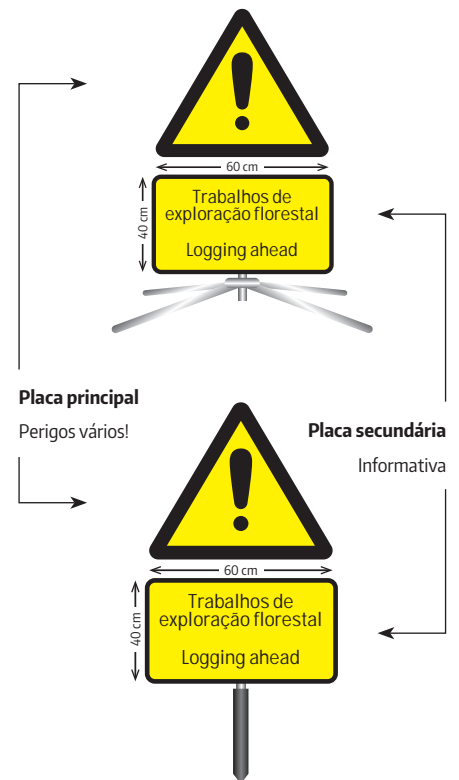 60 cm
40 cm
Trabalhos de
exploração florestal
Logging ahead
Placa principal
Perigos vários!
Placa secundária
Informativa
60 cm
40 cm
Trabalhos de
exploração florestal
Logging ahead